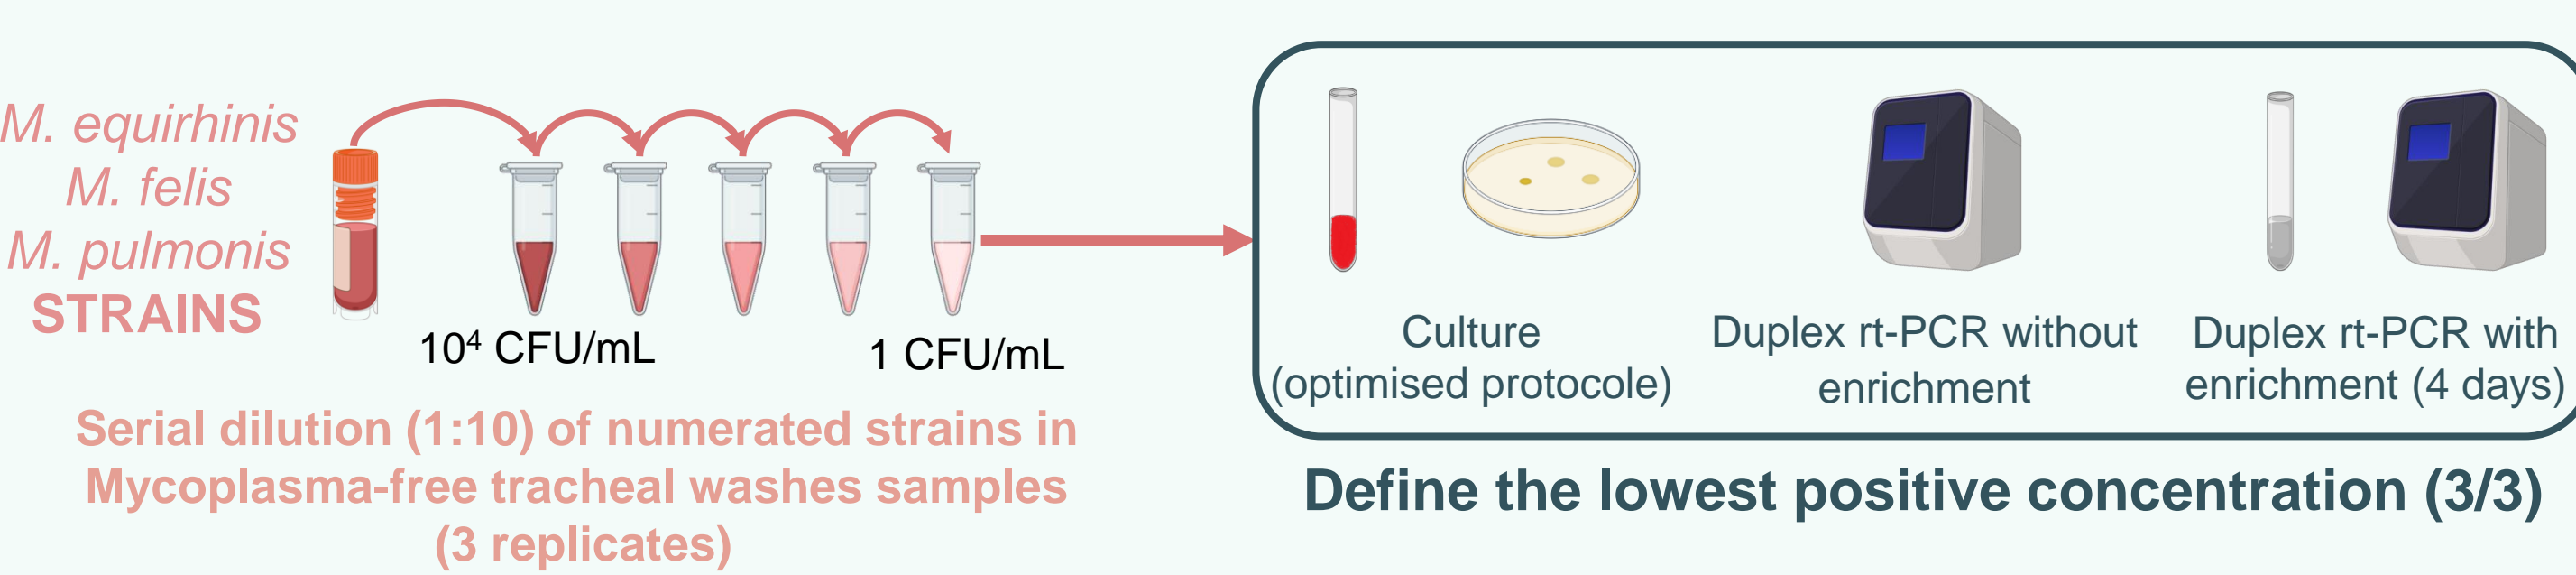 M. equirhinis
M. felis
M. pulmonis
STRAINS
10⁴ CFU/mL
1 CFU/mL
Serial dilution (1:10) of numerated strains in
Mycoplasma-free tracheal washes samples
(3 replicates)
Culture
(optimised protocole)
Duplex rt-PCR without
enrichment
Duplex rt-PCR with
enrichment (4 days)
Define the lowest positive concentration (3/3)